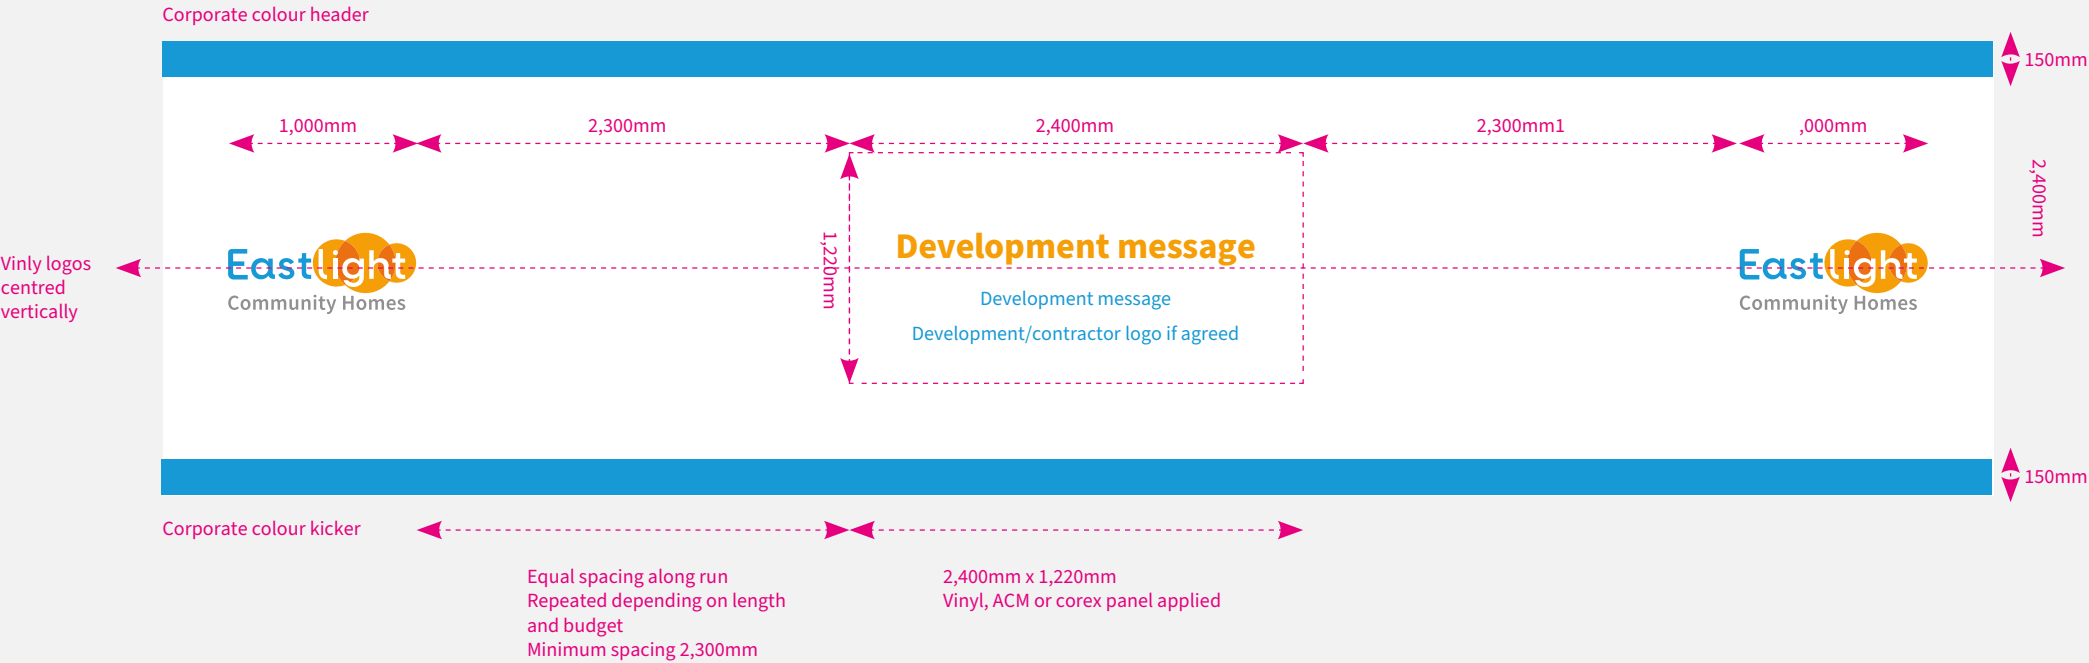 Corporate colour header
150mm
1,000mm
2,300mm
2,400mm
2,300mm1
,000mm
2,400mm
1,220mm
Vinly logos
centred
vertically
Eastlight
Community Homes
Development message
Development message
Development/contractor logo if agreed
Eastlight
Community Homes
150mm
Corporate colour kicker
Equal spacing along run
Repeated depending on length
and budget
Minimum spacing 2,300mm
2,400mm x 1,220mm
Vinyl, ACM or corex panel applied